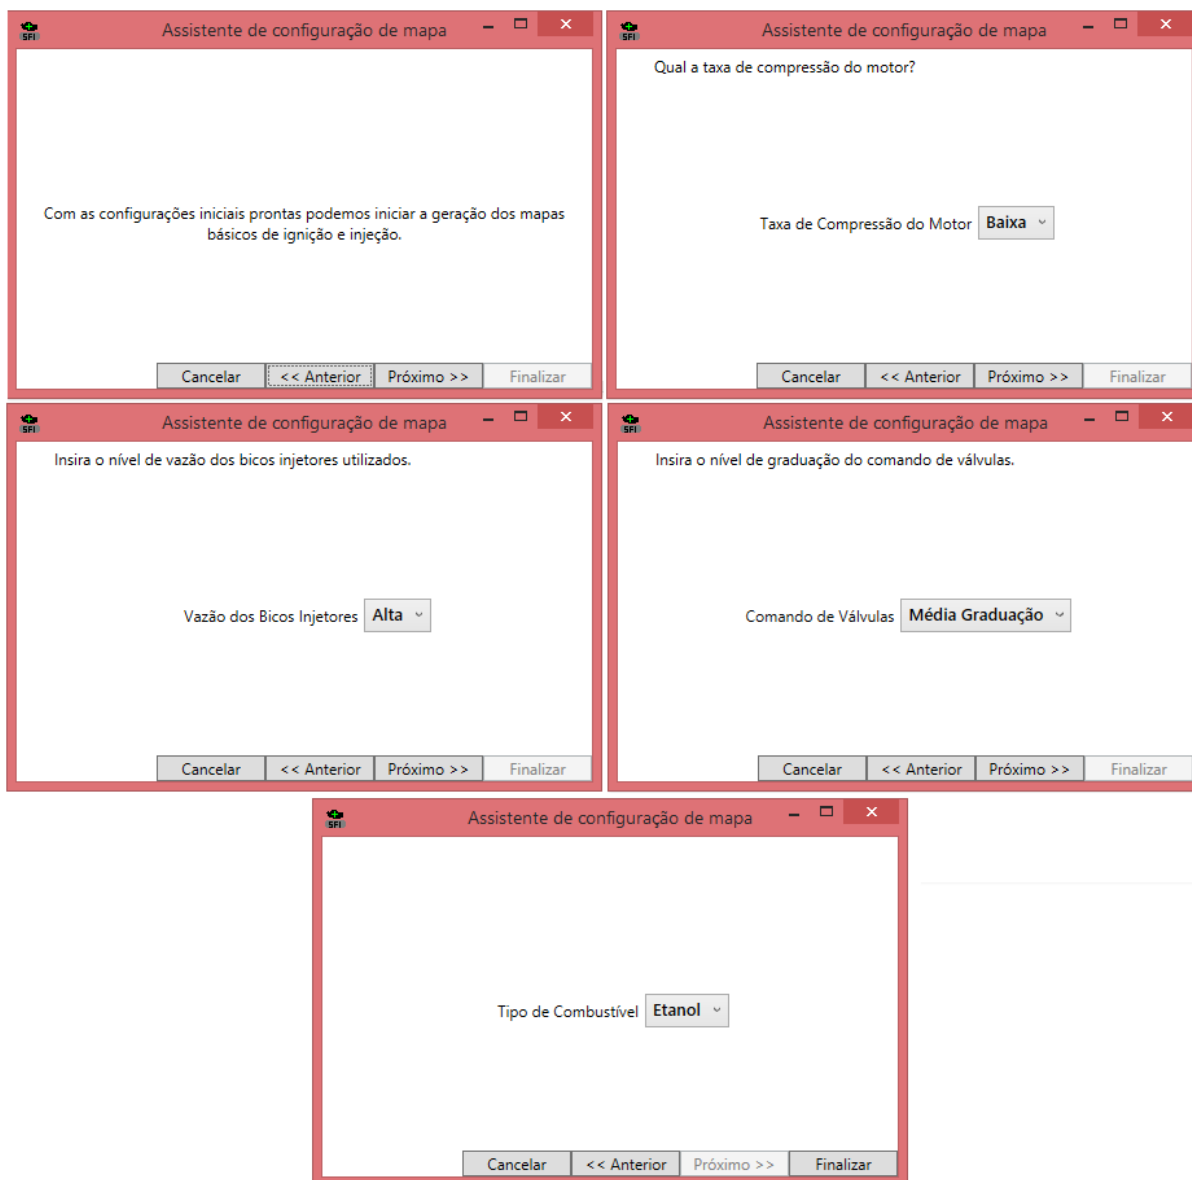 SFI
Assistente de configuração de mapa
Com as configurações iniciais prontas podemos iniciar a geração dos mapas
básicos de ignição e injeção.
Cancelar << Anterior Próximo >> Finalizar
SFI
Assistente de configuração de mapa
Qual a taxa de compressão do motor?
Taxa de Compressão do Motor Baixa
Cancelar << Anterior Próximo >> Finalizar
SFI
Assistente de configuração de mapa
Insira o nível de vazão dos bicos injetores utilizados.
Vazão dos Bicos Injetores Alta
Cancelar << Anterior Próximo >> Finalizar
SFI
Assistente de configuração de mapa
Insira o nível de graduação do comando de válvulas.
Comando de Válvulas Média Graduação
Cancelar << Anterior Próximo >> Finalizar
SFI
Assistente de configuração de mapa
Tipo de Combustível Etanol
Cancelar << Anterior Próximo >> Finalizar